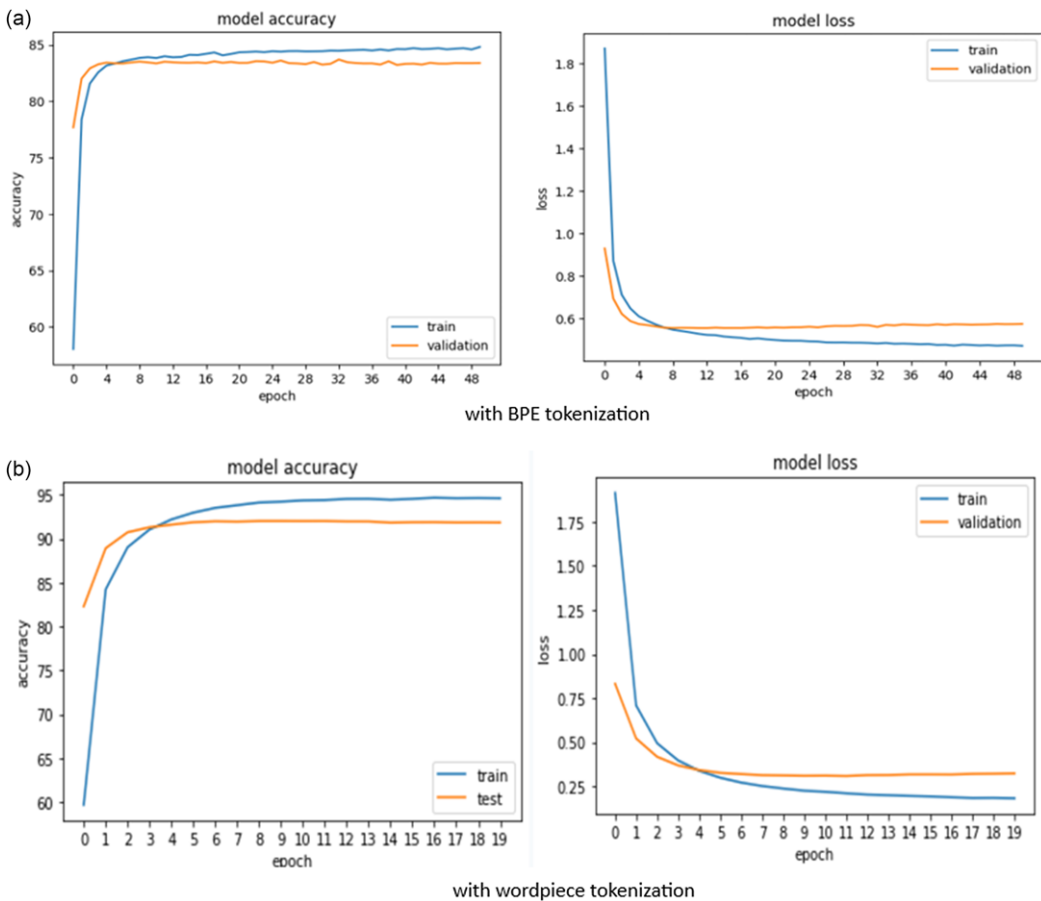 (a)
model accuracy
accuracy
85
80
75
70
65
60
train
validation
0 4 8 12 16 20 24 28 32 36 40 44 48
epoch
model loss
loss
1.8
1.6
1.4
1.2
1.0
0.8
0.6
train
validation
0 4 8 12 16 20 24 28 32 36 40 44 48
epoch
with BPE tokenization
(b)
model accuracy
accuracy
95
90
85
80
75
70
65
60
train
test
0 1 2 3 4 5 6 7 8 9 10 11 12 13 14 15 16 17 18 19
epoch
model loss
loss
1.75
1.50
1.25
1.00
0.75
0.50
0.25
train
validation
0 1 2 3 4 5 6 7 8 9 10 11 12 13 14 15 16 17 18 19
epoch
with wordpiece tokenization